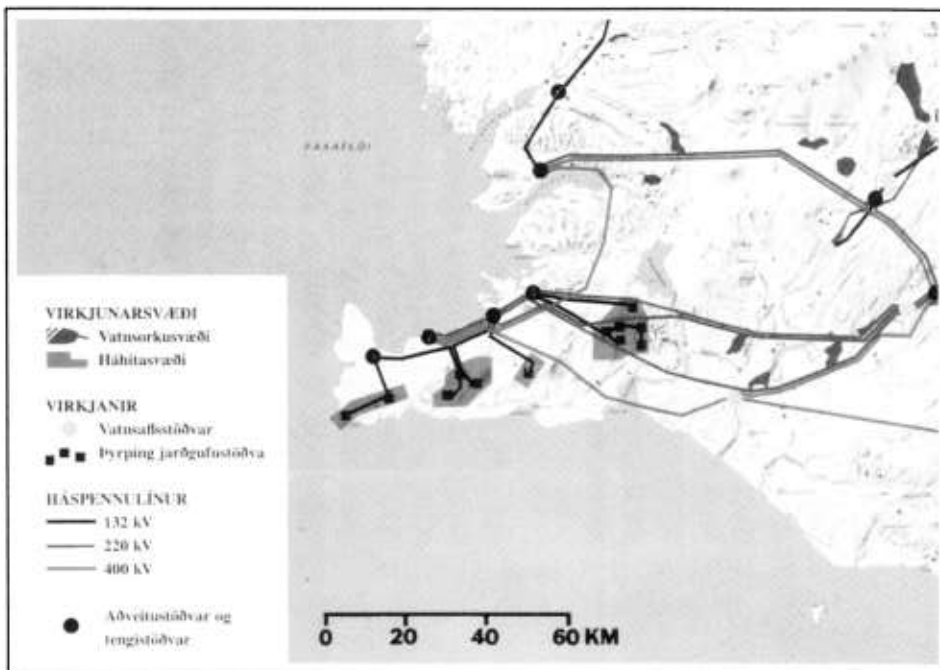 FAXAFLÓI
VIRKJUNARSVÆÐI
Vatnsorkusvæði
Háhitasvæði
VIRKJANIR
Vatnsaflsstöðvar
Þyrping jarðgufustöðva
HÁSPENNULÍNUR
132 kV
220 kV
400 kV
Aðveitustöðvar og
tengistöðvar
0 20 40 60 KM